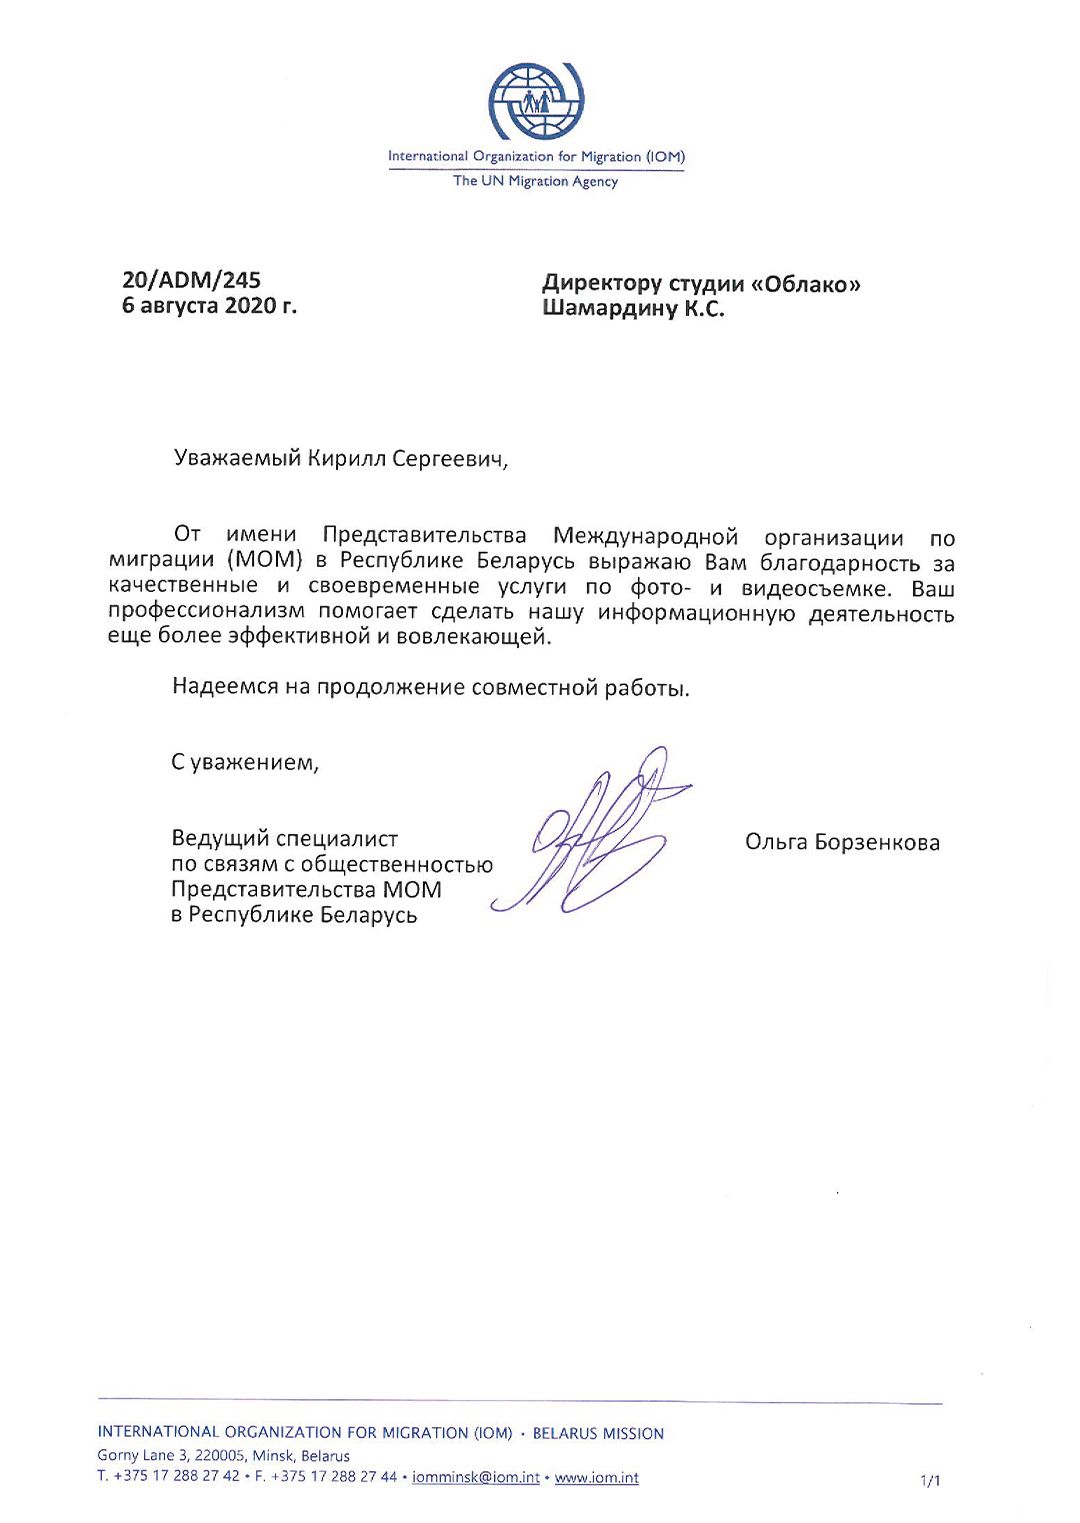 International Organization for Migration (IOM)
The UN Migration Agency
20/ADM/245
6 августа 2020 г.
Директору студии «Облако»
Шамардину К.С.
Уважаемый Кирилл Сергеевич,
От имени Представительства Международной организации по
миграции (МОМ) в Республике Беларусь выражаю Вам благодарность за
качественные и своевременные услуги по фото- и видеосъемке. Ваш
профессионализм помогает сделать нашу информационную деятельность
еще более эффективной и вовлекающей.
Надеемся на продолжение совместной работы.
С уважением,
Ведущий специалист
по связям с общественностью
Представительства МОМ
в Республике Беларусь
Ольга Борзенкова
INTERNATIONAL ORGANIZATION FOR MIGRATION (IOM) • BELARUS MISSION
Gorny Lane 3, 220005, Minsk, Belarus
T. +375 17 288 27 42 • F. +375 17 288 27 44 • iomminsk@iom.int • www.iom.int
1/1